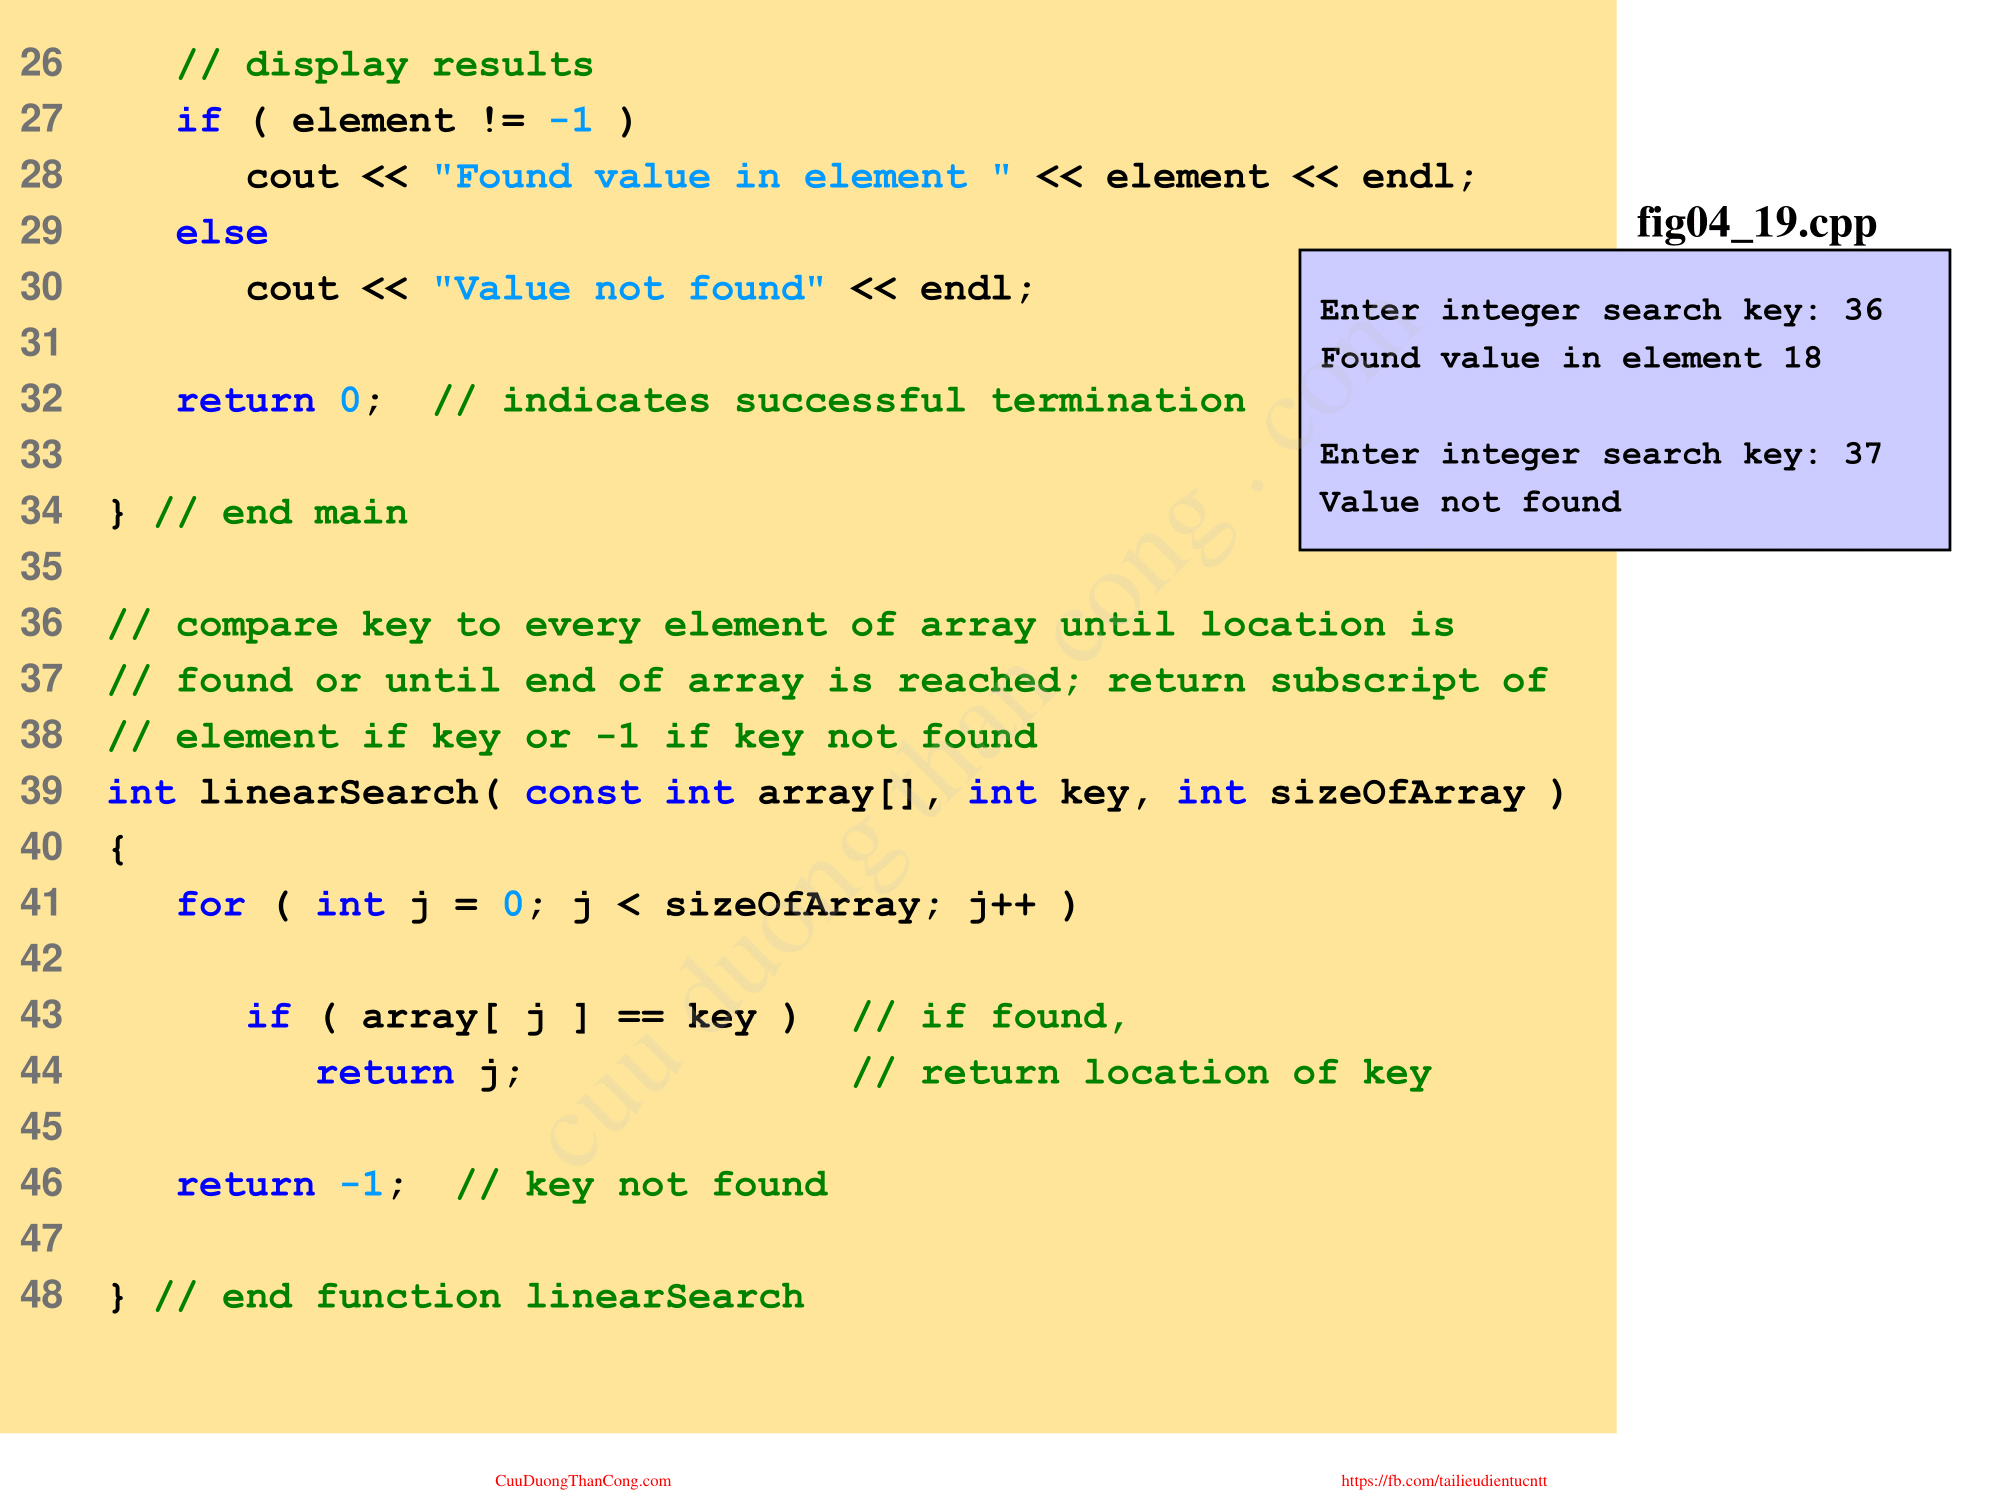 26 // display results
27 if ( element != -1 )
28 cout << "Found value in element " << element << endl;
29 else
30 cout << "Value not found" << endl;
31
32 return 0; // indicates successful termination
33
34 } // end main
35
36 // compare key to every element of array until location is
37 // found or until end of array is reached; return subscript of
38 // element if key or -1 if key not found
39 int linearSearch( const int array[], int key, int sizeOfArray )
40 {
41 for ( int j = 0; j < sizeOfArray; j++ )
42
43 if ( array[ j ] == key ) // if found,
44 return j; // return location of key
45
46 return -1; // key not found
47
48 } // end function linearSearch
fig04_19.cpp
Enter integer search key: 36
Found value in element 18
Enter integer search key: 37
Value not found
cuu duong than cong . com
CuuDuongThanCong.com
https://fb.com/tailieudientucntt